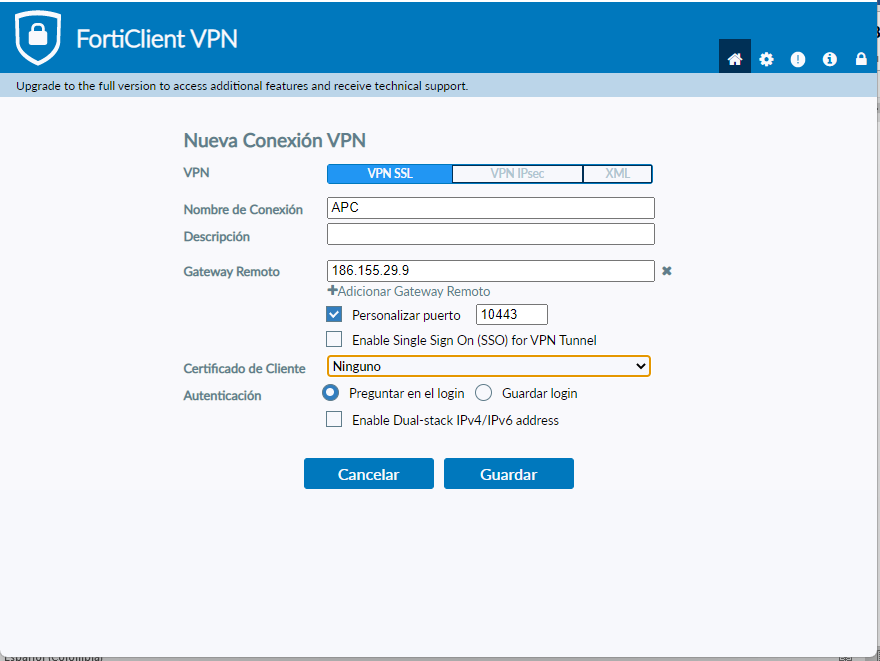 FortiClient VPN
Upgrade to the full version to access additional features and receive technical support.
Nueva Conexión VPN
VPN VPN SSL VPN IPsec XML
Nombre de Conexión APC
Descripción
Gateway Remoto 186.155.29.9
+Adicionar Gateway Remoto
Personalizar puerto 10443
Enable Single Sign On (SSO) for VPN Tunnel
Certificado de Cliente Ninguno
Autenticación Preguntar en el login Guardar login
Enable Dual-stack IPv4/IPv6 address
Cancelar Guardar
Español (Colombia)